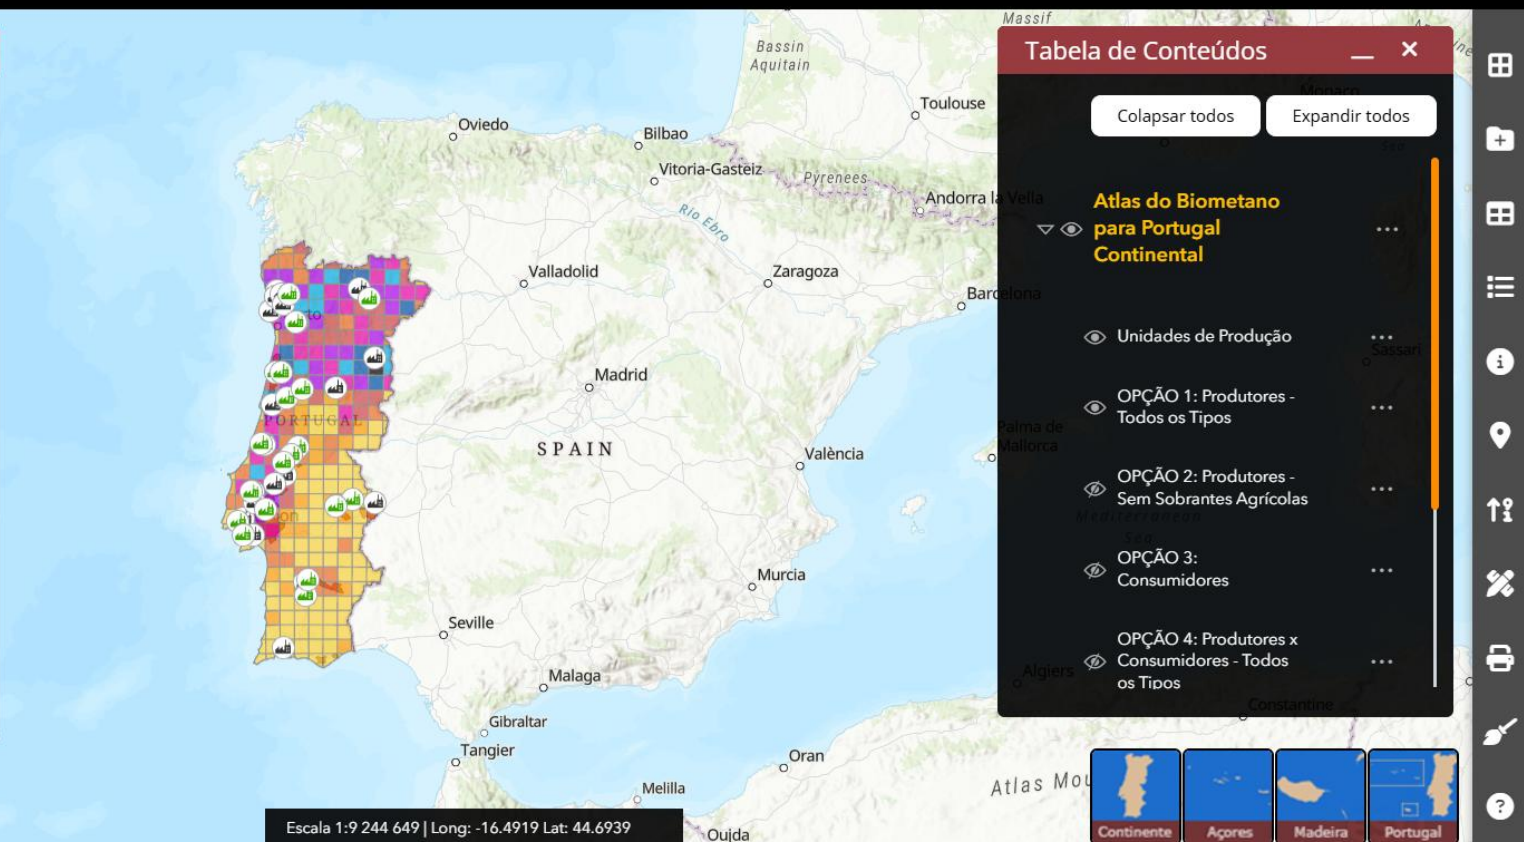 Massif
Bassin
Aquitain
Toulouse
Oviedo
Bilbao
Vitoria-Gasteiz
Pyrenees
Andorra la Vella
Rio Ebro
Valladolid
Zaragoza
Barcelona
Madrid
PORTUGAL
SPAIN
València
Palma de
Mallorca
Murcia
Seville
Malaga
Gibraltar
Tangier
Oran
Melilla
Oujda
Algiers
Constantine
Sassari
Monaco
Mediterranean
Sea
Tabela de Conteúdos
Colapsar todos
Expandir todos
Atlas do Biometano
para Portugal
Continental
Unidades de Produção
OPÇÃO 1: Produtores -
Todos os Tipos
OPÇÃO 2: Produtores -
Sem Sobrantes Agrícolas
OPÇÃO 3:
Consumidores
OPÇÃO 4: Produtores x
Consumidores - Todos
os Tipos
Continente
Açores
Madeira
Portugal
Escala 1:9 244 649 | Long: -16.4919 Lat: 44.6939